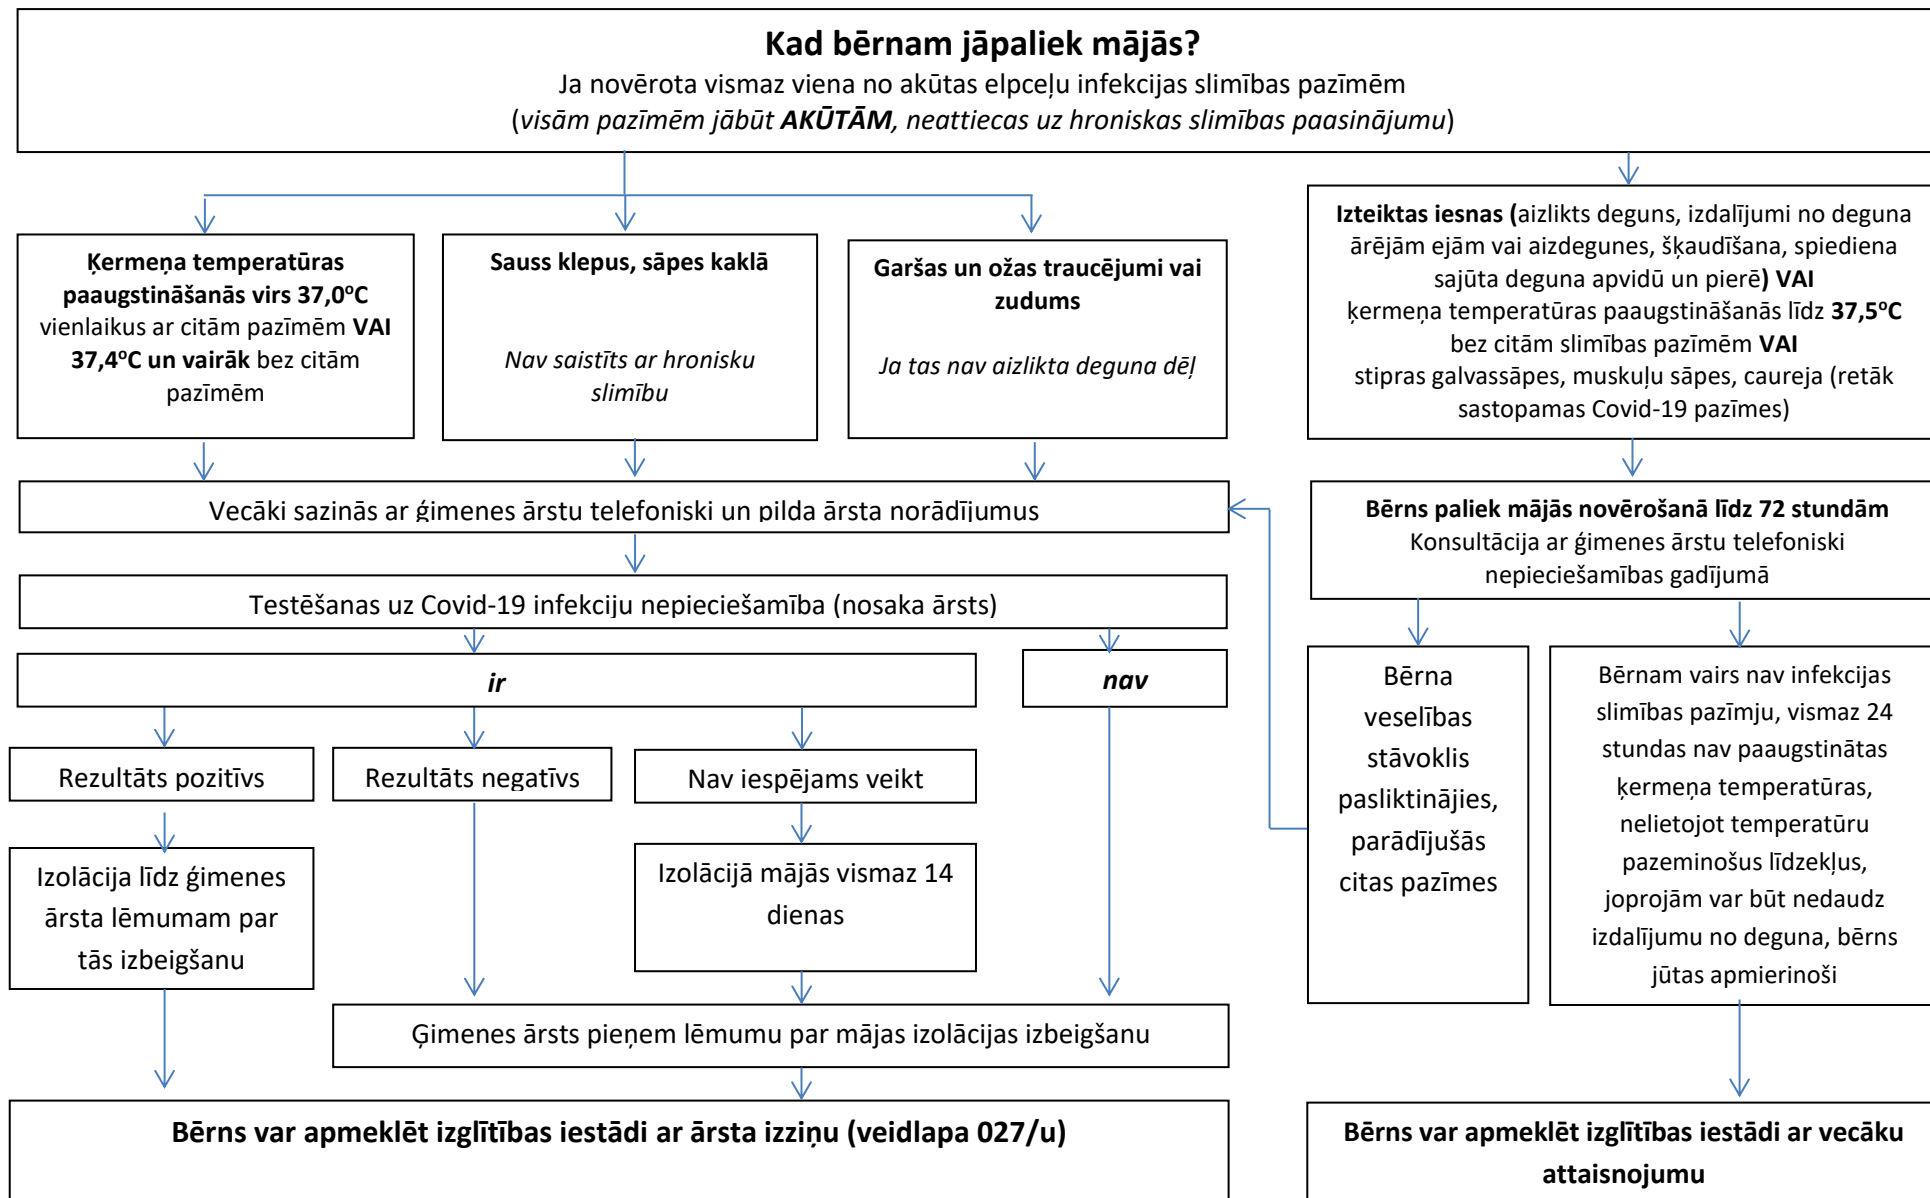 Kad bērnam jāpaliek mājās?
Ja novērota vismaz viena no akūtas elpceļu infekcijas slimības pazīmēm
(visām pazīmēm jābūt AKŪTĀM, neattiecas uz hroniskas slimības paasinājumu)
Ķermeņa temperatūras
paaugstināšanās virs 37,0°C
vienlaikus ar citām pazīmēm VAI
37,4°C un vairāk bez citām
pazīmēm
Sauss klepus, sāpes kaklā
Nav saistīts ar hronisku
slimību
Garšas un ožas traucējumi vai
zudums
Ja tas nav aizlikta deguna dēļ
Izteiktas iesnas (aizlikts deguns, izdalījumi no deguna
ārējām ejām vai aizdegunes, šķaudīšana, spiediena
sajūta deguna apvidū un pierē) VAI
ķermeņa temperatūras paaugstināšanās līdz 37,5°C
bez citām slimības pazīmēm VAI
stipras galvassāpes, muskuļu sāpes, caureja (retāk
sastopamas Covid-19 pazīmes)
Vecāki sazinās ar ģimenes ārstu telefoniski un pilda ārsta norādījumus
Bērns paliek mājās novērošanā līdz 72 stundām
Konsultācija ar ģimenes ārstu telefoniski
nepieciešamības gadījumā
Testēšanas uz Covid-19 infekciju nepieciešamība (nosaka ārsts)
ir
nav
Bērna
veselības
stāvoklis
pasliktinājies,
parādījušās
citas pazīmes
Bērnam vairs nav infekcijas
slimības pazīmju, vismaz 24
stundas nav paaugstinātas
ķermeņa temperatūras,
nelietojot temperatūru
pazeminošus līdzekļus,
joprojām var būt nedaudz
izdalījumu no deguna, bērns
jūtas apmierinoši
Rezultāts pozitīvs
Rezultāts negatīvs
Nav iespējams veikt
Izolācija līdz ģimenes
ārsta lēmumam par
tās izbeigšanu
Izolācijā mājās vismaz 14
dienas
Ģimenes ārsts pieņem lēmumu par mājas izolācijas izbeigšanu
Bērns var apmeklēt izglītības iestādi ar ārsta izziņu (veidlapa 027/u)
Bērns var apmeklēt izglītības iestādi ar vecāku
attaisnojumu